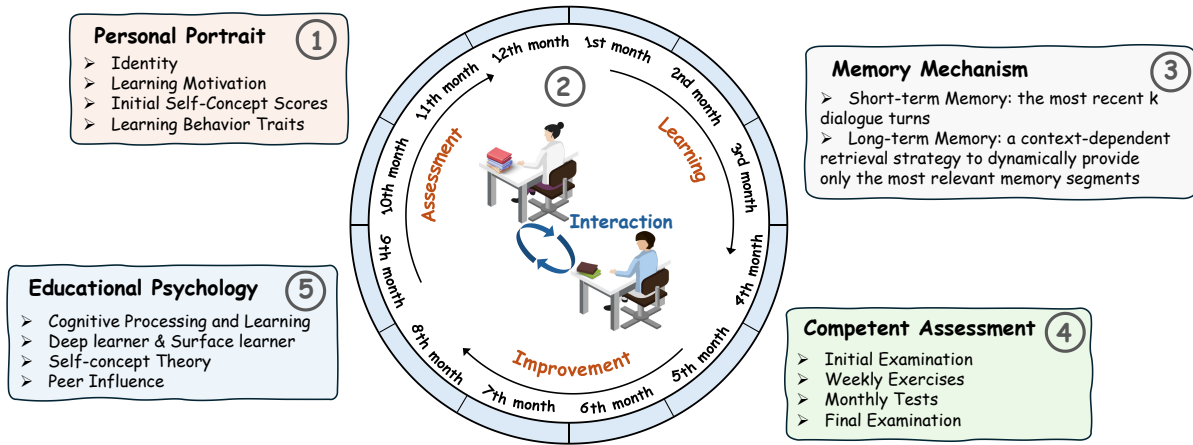 Personal Portrait
1
➢ Identity
➢ Learning Motivation
➢ Initial Self-Concept Scores
➢ Learning Behavior Traits
2
1st month
2nd month
3rd month
4th month
5th month
6th month
7th month
8th month
9th month
10th month
11th month
12th month
Learning
Improvement
Assessment
Interaction
Memory Mechanism
3
➢ Short-term Memory: the most recent k
dialogue turns
➢ Long-term Memory: a context-dependent
retrieval strategy to dynamically provide
only the most relevant memory segments
Competent Assessment
4
➢ Initial Examination
➢ Weekly Exercises
➢ Monthly Tests
➢ Final Examination
Educational Psychology
5
➢ Cognitive Processing and Learning
➢ Deep learner & Surface learner
➢ Self-concept Theory
➢ Peer Influence